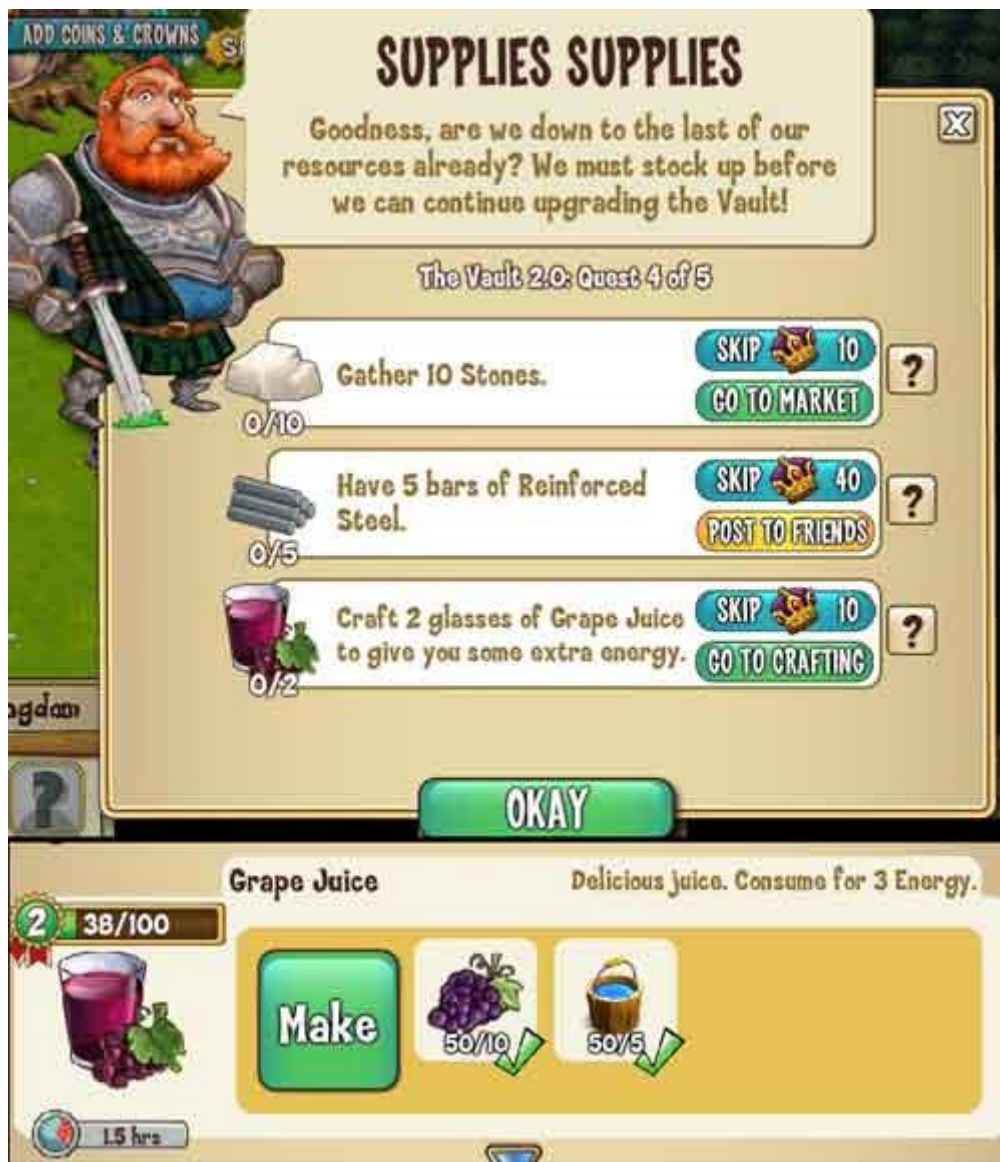 ADD COINS & CROWNS
SUPPLIES SUPPLIES
Goodness, are we down to the last of our
resources already? We must stock up before
we can continue upgrading the Vault!
X
The Vault 2.0: Quest 4 of 5
Gather 10 Stones.
0/10
SKIP 10
GO TO MARKET
?
Have 5 bars of Reinforced
Steel.
0/5
SKIP 40
POST TO FRIENDS
?
Craft 2 glasses of Grape Juice
to give you some extra energy.
0/2
SKIP 10
GO TO CRAFTING
?
ngdom
?
OKAY
Grape Juice
Delicious juice. Consume for 3 Energy.
2 38/100
Make
50/10
50/5
1.5 hrs